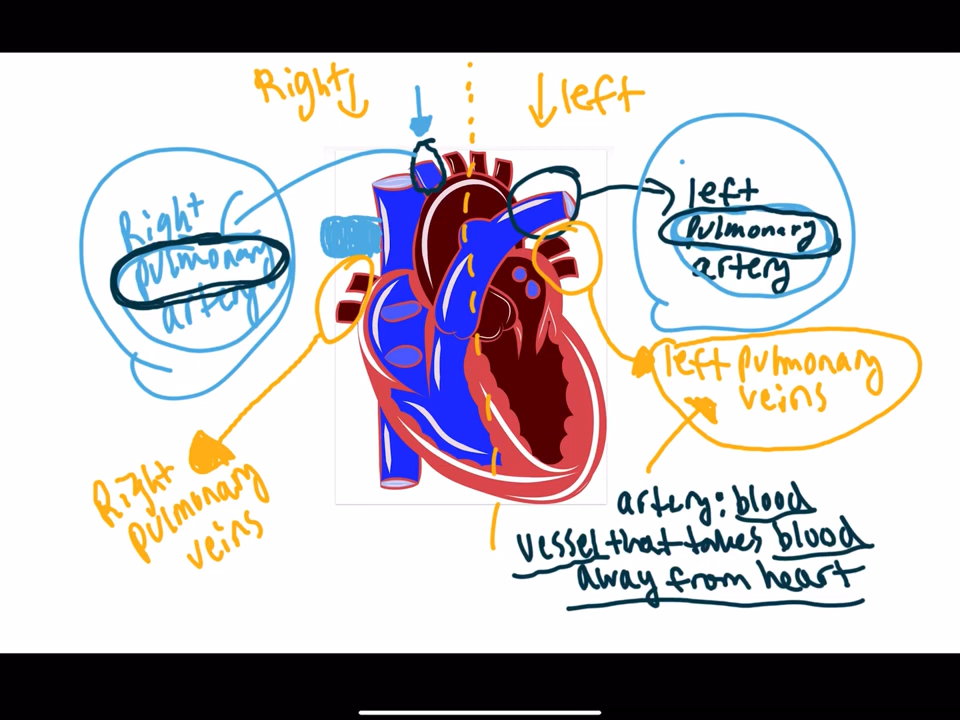 Right
left
Right
pulmonary
artery
left
pulmonary
artery
left pulmonary
veins
Right
pulmonary
veins
artery: blood
vessel that takes blood
away from heart